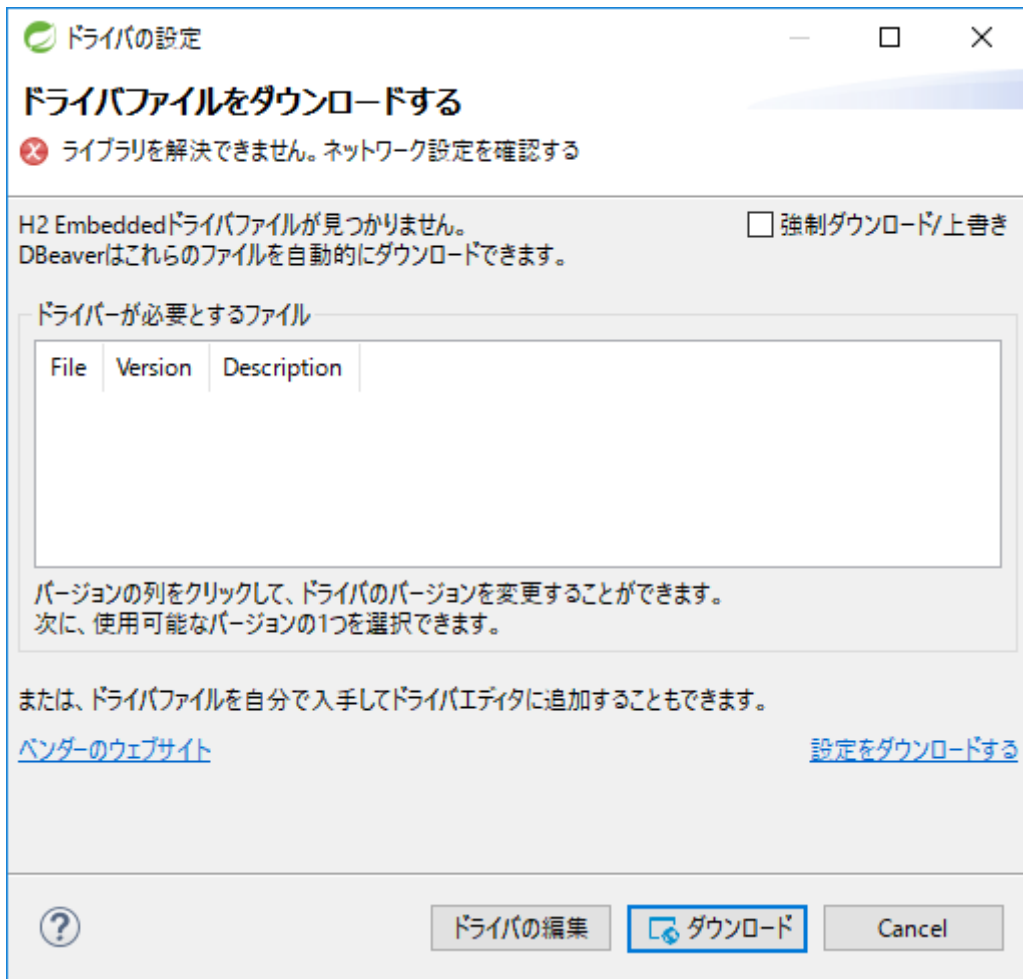 ドライバの設定
ドライバファイルをダウンロードする
ライブラリを解決できません。ネットワーク設定を確認する
H2 Embeddedドライバファイルが見つかりません。
強制ダウンロード/上書き
DBeaverはこれらのファイルを自動的にダウンロードできます。
ドライバーが必要とするファイル
File Version Description
バージョンの列をクリックして、ドライバのバージョンを変更することができます。
次に、使用可能なバージョンの1つを選択できます。
または、ドライバファイルを自分で入手してドライバエディタに追加することもできます。
ベンダーのウェブサイト
設定をダウンロードする
?
ドライバの編集
ダウンロード
Cancel